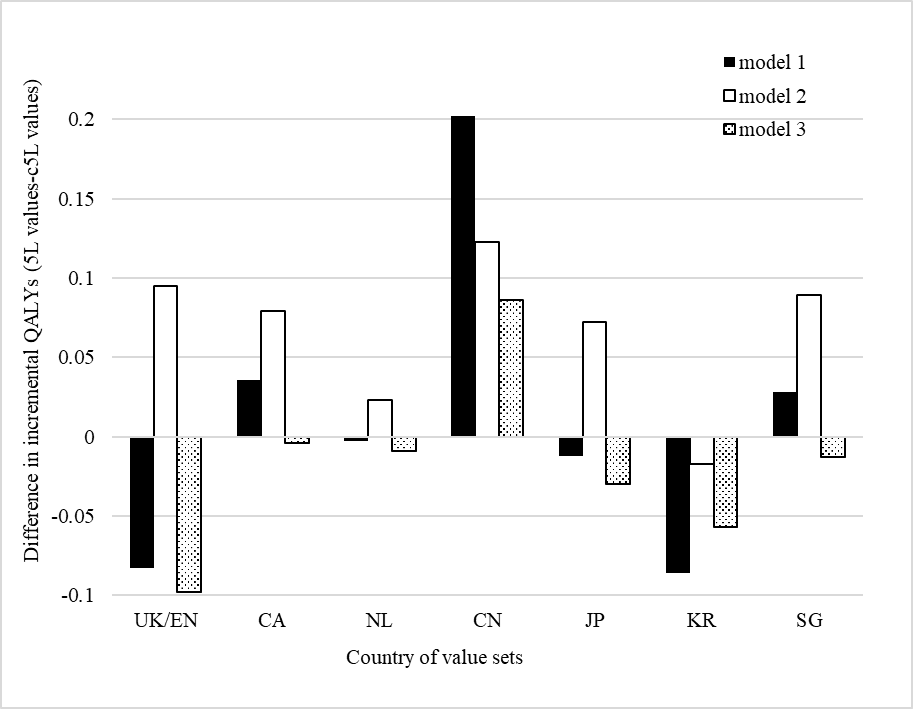 model 1
model 2
model 3
Difference in incremental QALYs (5L values-c5L values)
0.2
0.15
0.1
0.05
0
-0.05
-0.1
UK/EN CA NL CN JP KR SG
Country of value sets